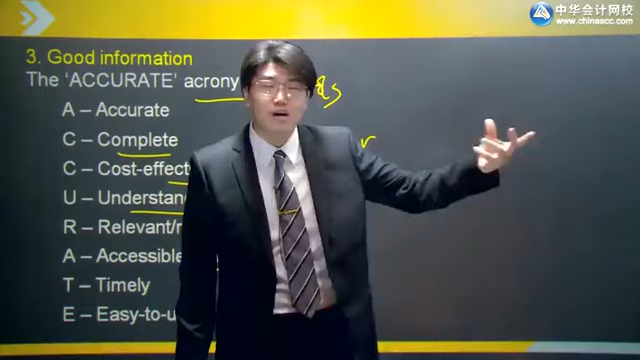 中华会计网校
www.chinaacc.com
3. Good information
The 'ACCURATE' acrony
A – Accurate
C – Complete
C – Cost-effect
U – Understan
R – Relevant/
A – Accessible
T – Timely
E – Easy-to-u